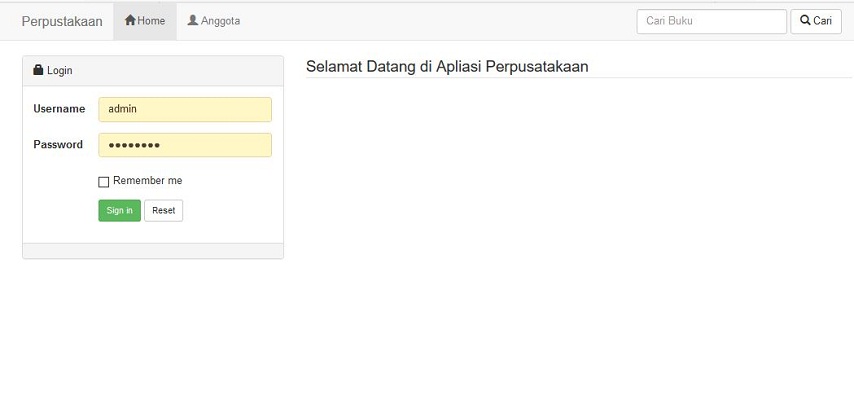 Perpustakaan Home Anggota Cari Buku Cari
Login
Selamat Datang di Apliasi Perpusatakaan
Username admin
Password ●●●●●●●●
Remember me
Sign in Reset